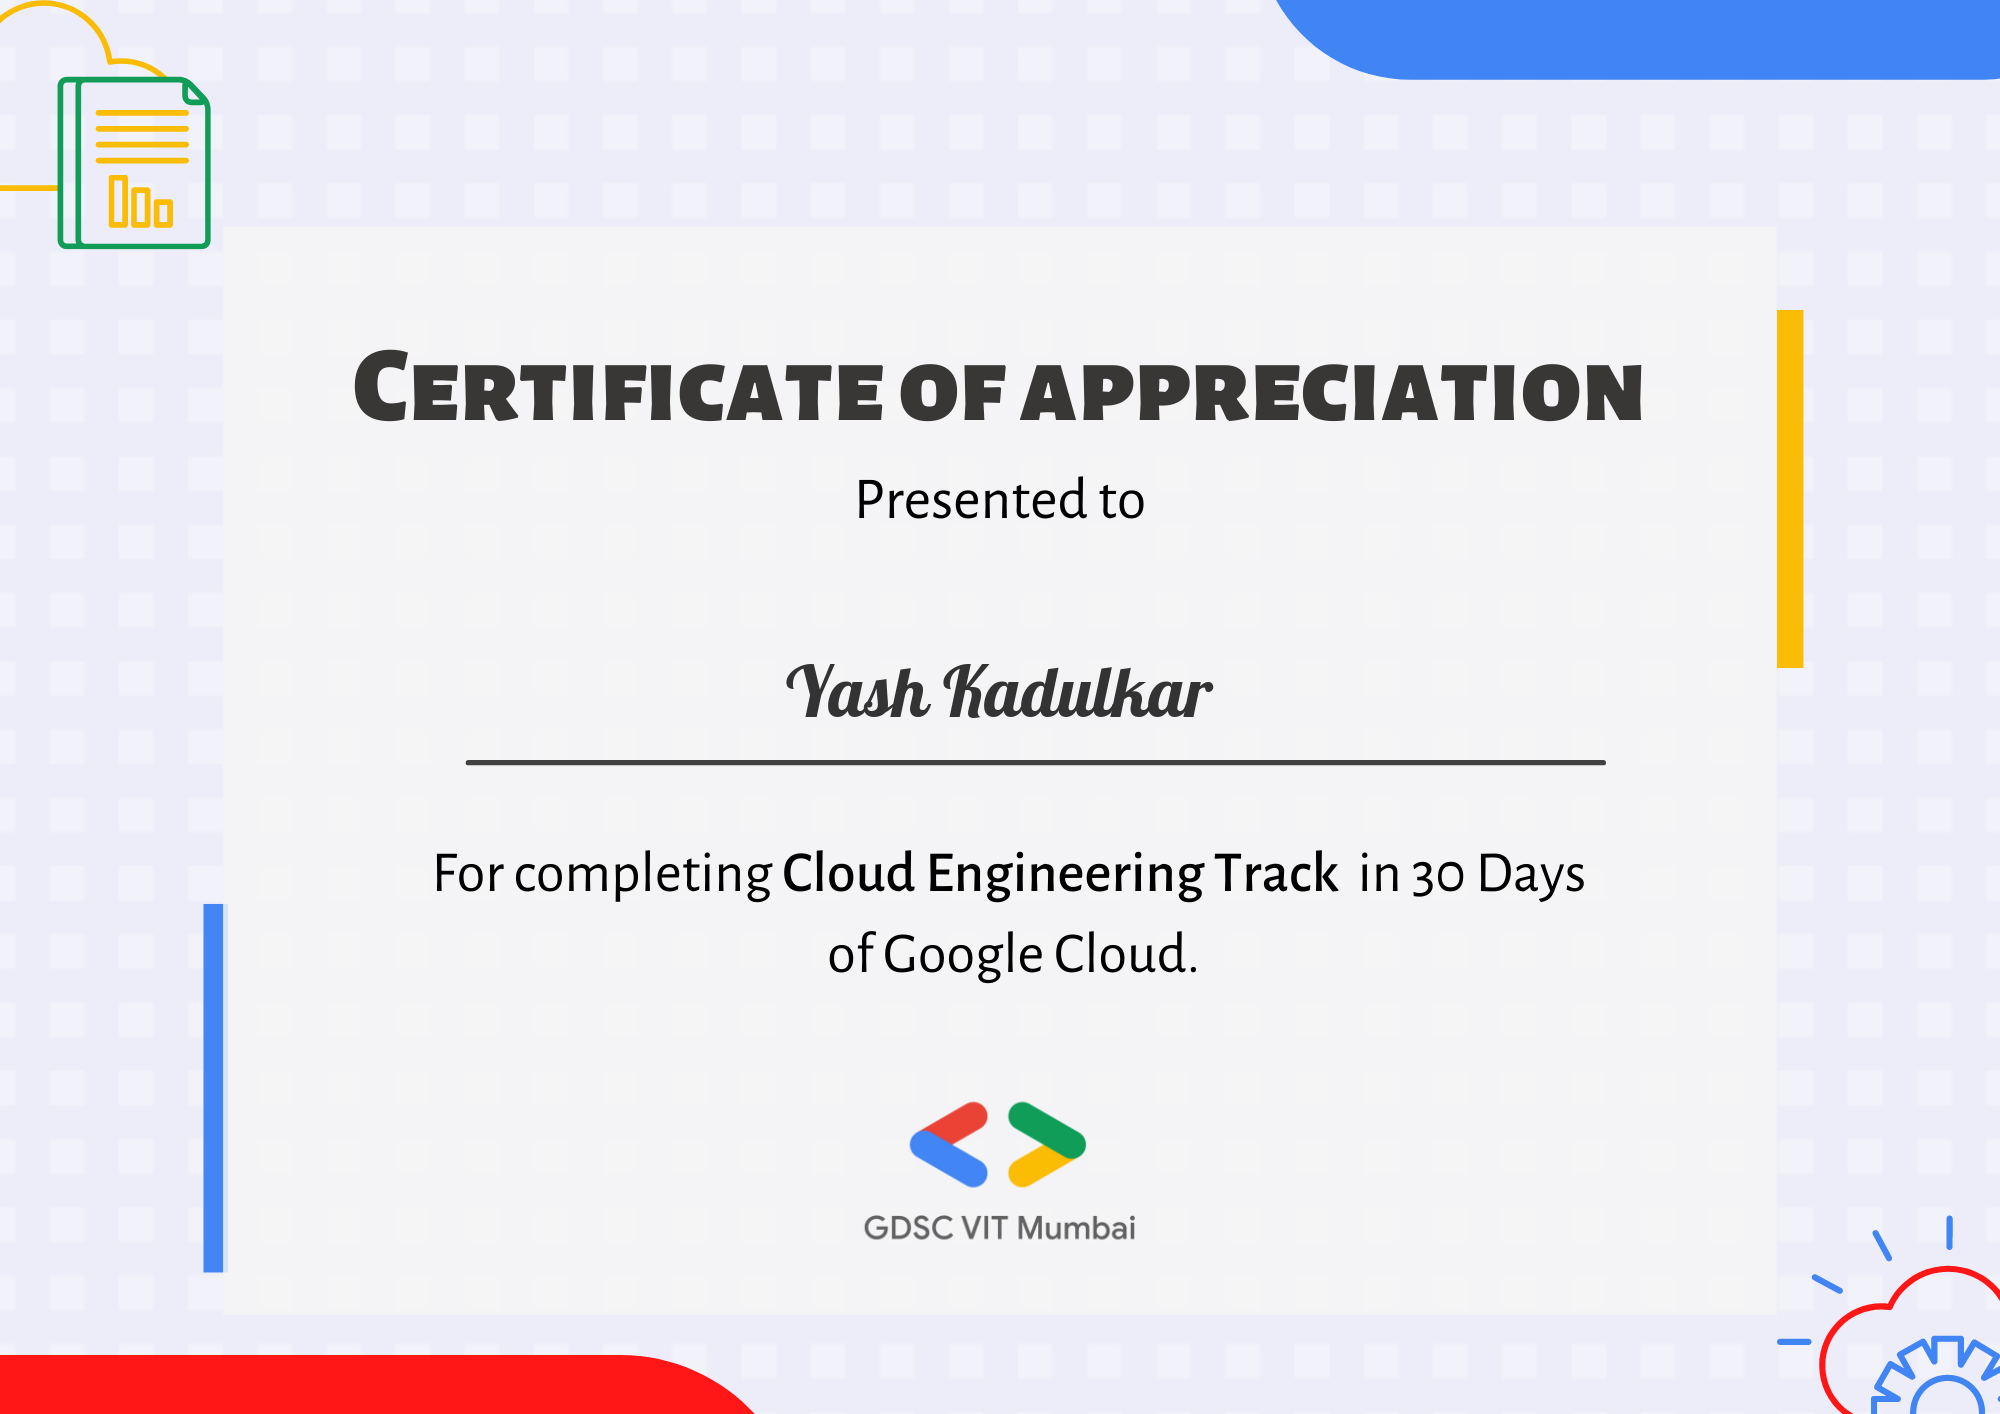 Certificate of appreciation
Presented to
Yash Kadulkar
For completing Cloud Engineering Track in 30 Days
of Google Cloud.
GDSC VIT Mumbai